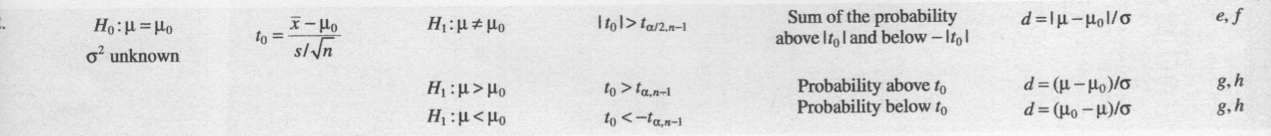 H₀: μ = μ₀
σ² unknown
t₀ = (x̄ − μ₀) / (s/√n)
H₁: μ ≠ μ₀
|t₀| > t_{α/2,n−1}
Sum of the probability
above |t₀| and below −|t₀|
d = |μ − μ₀|/σ
e, f
H₁: μ > μ₀
t₀ > t_{α,n−1}
Probability above t₀
d = (μ − μ₀)/σ
g, h
H₁: μ < μ₀
t₀ < −t_{α,n−1}
Probability below t₀
d = (μ₀ − μ)/σ
g, h